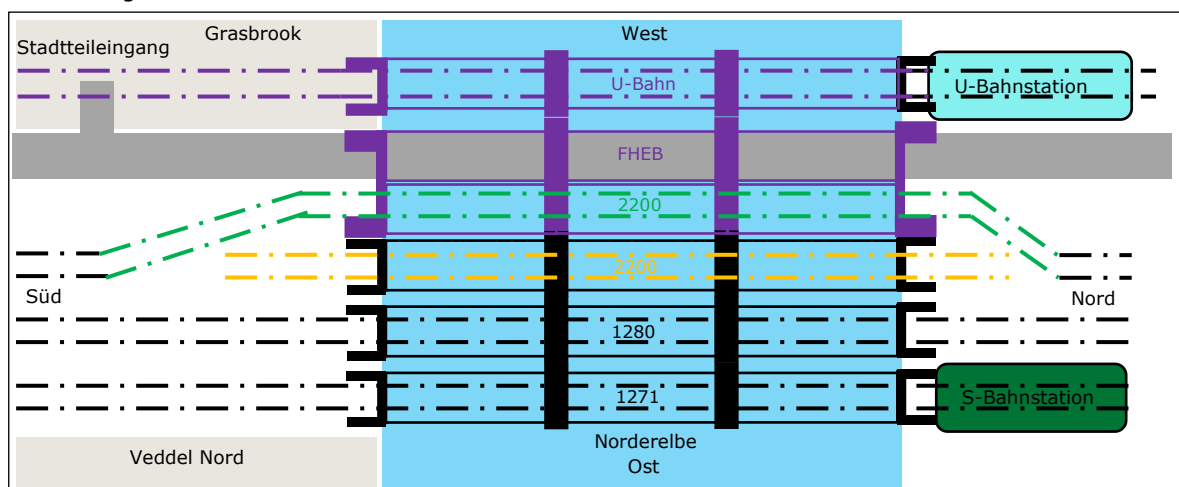 Grasbrook
West
Stadtteileingang
U-Bahn
U-Bahnstation
FHEB
2200
2200
Süd
Nord
1280
1271
S-Bahnstation
Veddel Nord
Norderelbe
Ost